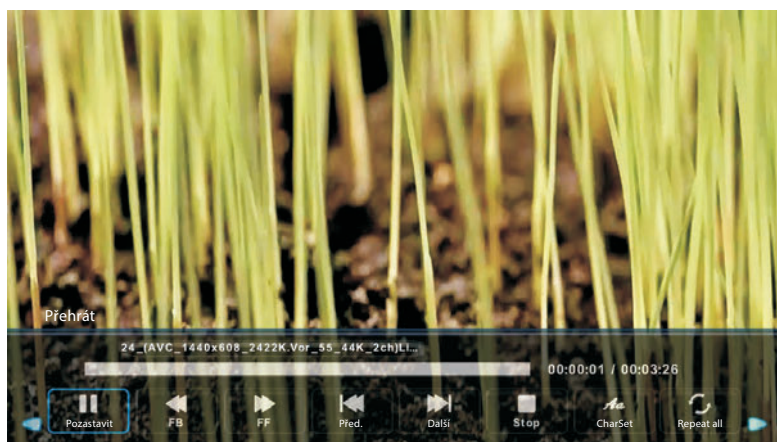 Přehrát
24_(AVC_1440x608_2422K.Vor_55_44K_2ch)Li...
00:00:01 / 00:03:26
Pozastavit FB FF Před. Další Stop CharSet Repeat all